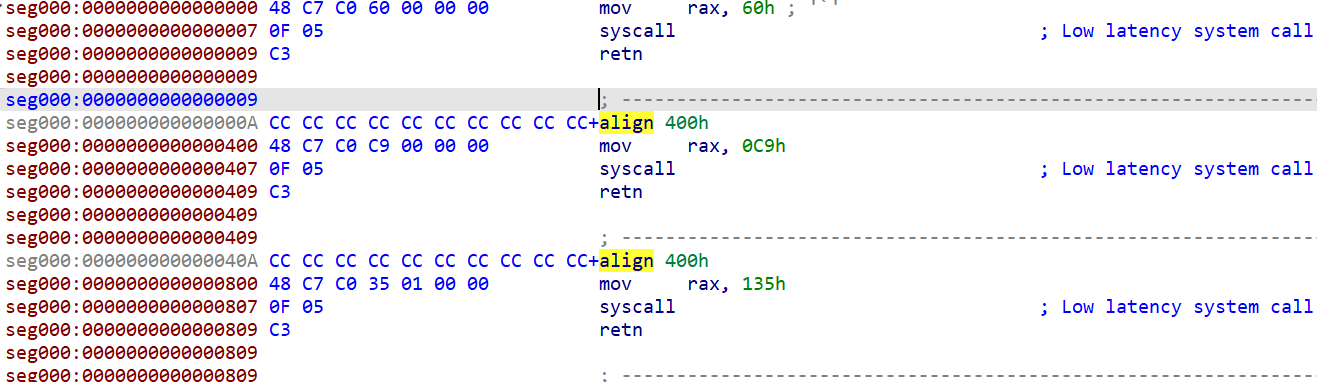 seg000:0000000000000000 48 C7 C0 60 00 00 00 mov rax, 60h ; '`'
seg000:0000000000000007 0F 05 syscall ; Low latency system call
seg000:0000000000000009 C3 retn
seg000:0000000000000009
seg000:0000000000000009 ; ---------------------------------------------------------------------------
seg000:000000000000000A CC CC CC CC CC CC CC CC CC CC+align 400h
seg000:0000000000000400 48 C7 C0 C9 00 00 00 mov rax, 0C9h
seg000:0000000000000407 0F 05 syscall ; Low latency system call
seg000:0000000000000409 C3 retn
seg000:0000000000000409
seg000:0000000000000409 ; ---------------------------------------------------------------------------
seg000:000000000000040A CC CC CC CC CC CC CC CC CC CC+align 400h
seg000:0000000000000800 48 C7 C0 35 01 00 00 mov rax, 135h
seg000:0000000000000807 0F 05 syscall ; Low latency system call
seg000:0000000000000809 C3 retn
seg000:0000000000000809
seg000:0000000000000809 ; ---------------------------------------------------------------------------